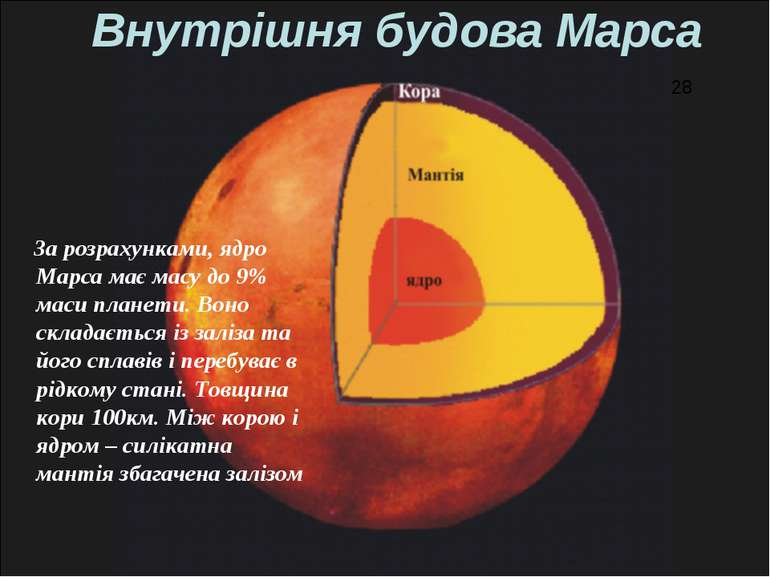 Внутрішня будова Марса
28
Кора
Мантія
ядро
За розрахунками, ядро
Марса має масу до 9%
маси планети. Воно
складається із заліза та
його сплавів і перебуває в
рідкому стані. Товщина
кори 100км. Між корою і
ядром – силікатна
мантія збагачена залізом